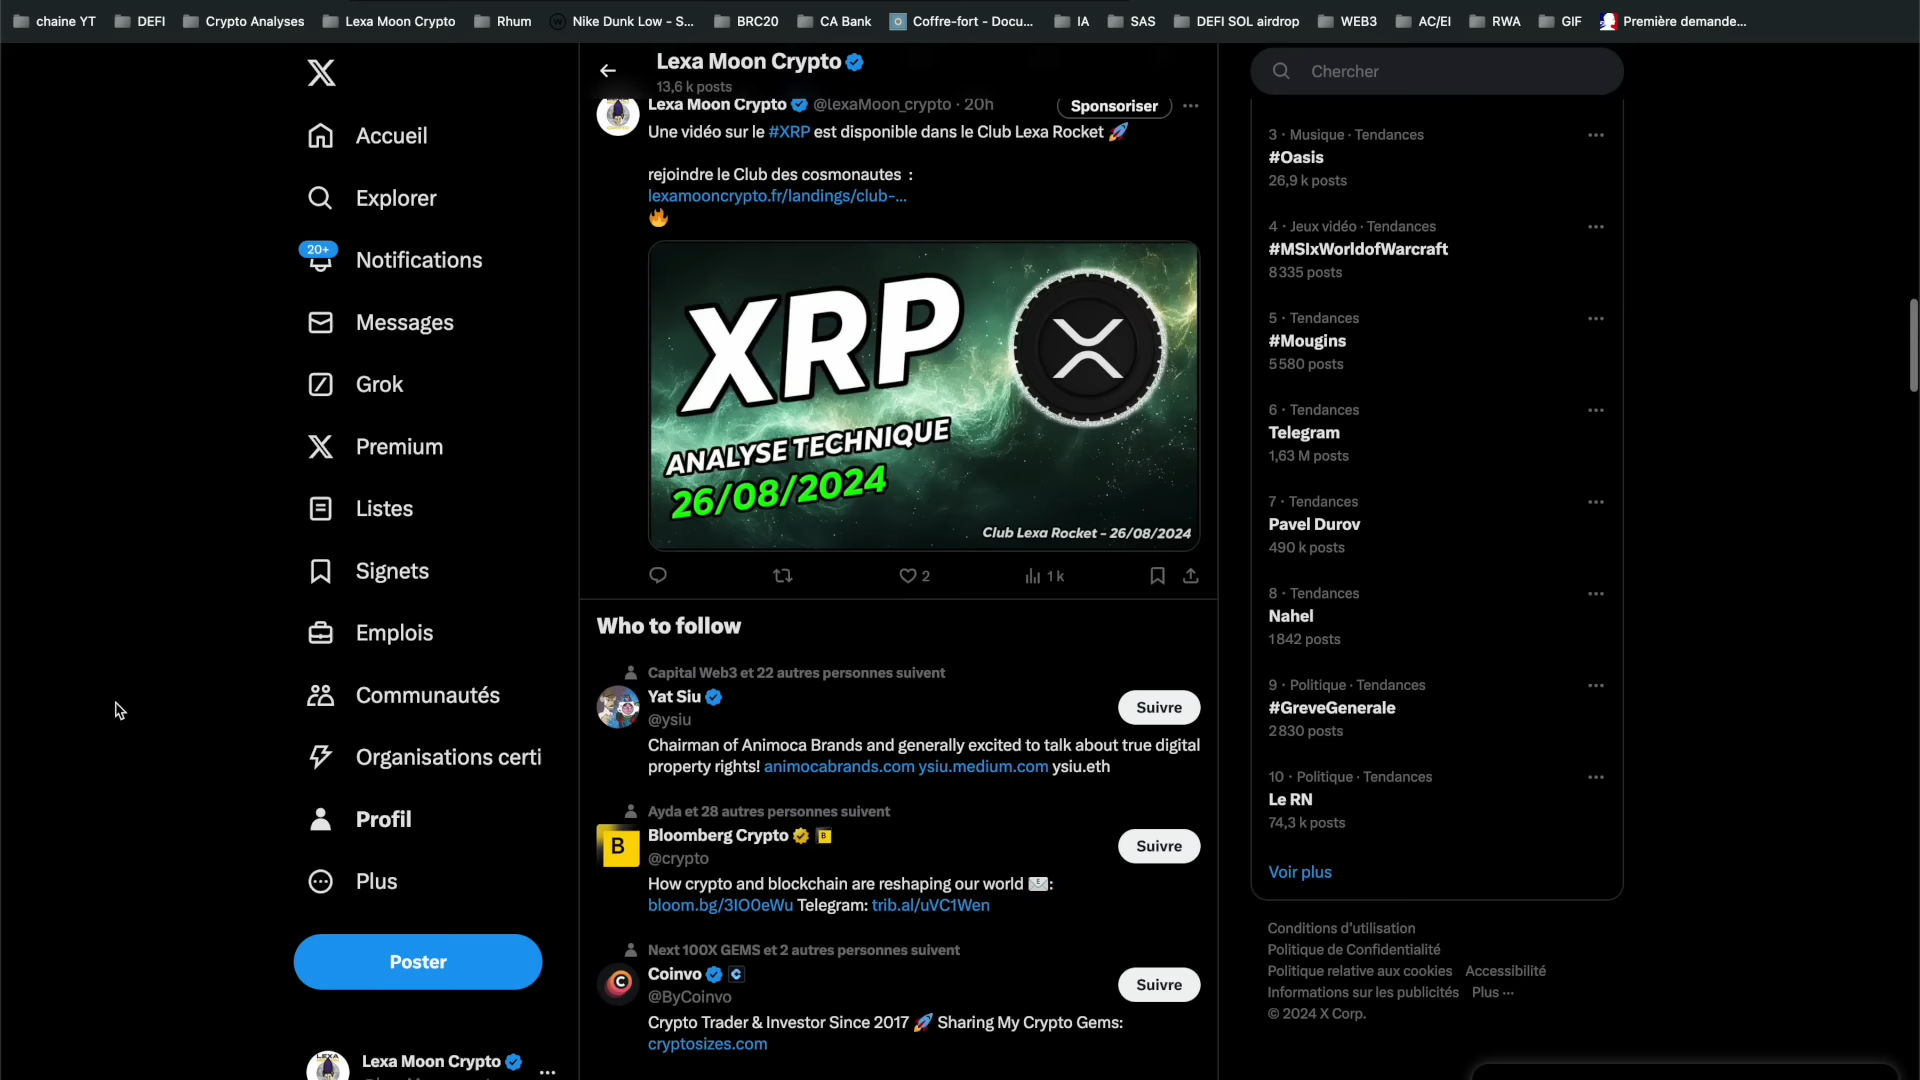 chaine YT DEFI Crypto Analyses Lexa Moon Crypto Rhum Nike Dunk Low - S... BRC20 CA Bank Coffre-fort - Docu... IA SAS DEFI SOL airdrop WEB3 AC/EI RWA GIF Première demande...
Accueil
Explorer
20+
Notifications
Messages
Grok
Premium
Listes
Signets
Emplois
Communautés
Organisations certi
Profil
Plus
Poster
Lexa Moon Crypto
Lexa Moon Crypto
13,6 k posts
Lexa Moon Crypto @lexaMoon_crypto · 20h
Sponsoriser
Une vidéo sur le #XRP est disponible dans le Club Lexa Rocket 🚀
rejoindre le Club des cosmonautes :
lexamooncrypto.fr/landings/club-...
🔥
XRP
ANALYSE TECHNIQUE
26/08/2024
Club Lexa Rocket - 26/08/2024
2
1 k
Who to follow
Capital Web3 et 22 autres personnes suivent
Yat Siu
@ysiu
Suivre
Chairman of Animoca Brands and generally excited to talk about true digital
property rights! animocabrands.com ysiu.medium.com ysiu.eth
Ayda et 28 autres personnes suivent
B
Bloomberg Crypto
@crypto
Suivre
How crypto and blockchain are reshaping our world 📧:
bloom.bg/3IO0eWu Telegram: trib.al/uVC1Wen
Next 100X GEMS et 2 autres personnes suivent
Coinvo
@ByCoinvo
Suivre
Crypto Trader & Investor Since 2017 🚀 Sharing My Crypto Gems:
cryptosizes.com
Chercher
3 · Musique · Tendances
#Oasis
26,9 k posts
4 · Jeux vidéo · Tendances
#MSIxWorldofWarcraft
8 335 posts
5 · Tendances
#Mougins
5 580 posts
6 · Tendances
Telegram
1,63 M posts
7 · Tendances
Pavel Durov
490 k posts
8 · Tendances
Nahel
1 842 posts
9 · Politique · Tendances
#GreveGenerale
2 830 posts
10 · Politique · Tendances
Le RN
74,3 k posts
Voir plus
Conditions d'utilisation
Politique de Confidentialité
Politique relative aux cookies Accessibilité
Informations sur les publicités Plus ···
© 2024 X Corp.